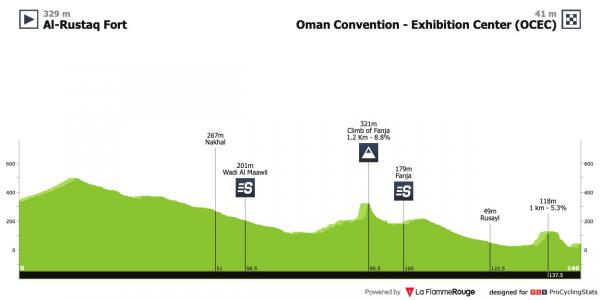 329 m
Al-Rustaq Fort
41 m
Oman Convention - Exhibition Center (OCEC)
321m
Climb of Fanja
1.2 Km - 8.8%
267m
Nakhal
201m
Wadi Al Maawil
S
179m
Fanja
S
118m
1 km - 5.3%
49m
Rusayl
600 600
400 400
200 200
0 0
0 51 58.5 90.5 100 122.5 146
137.5
Powered by La FlammeRouge designed for PCS ProCyclingStats